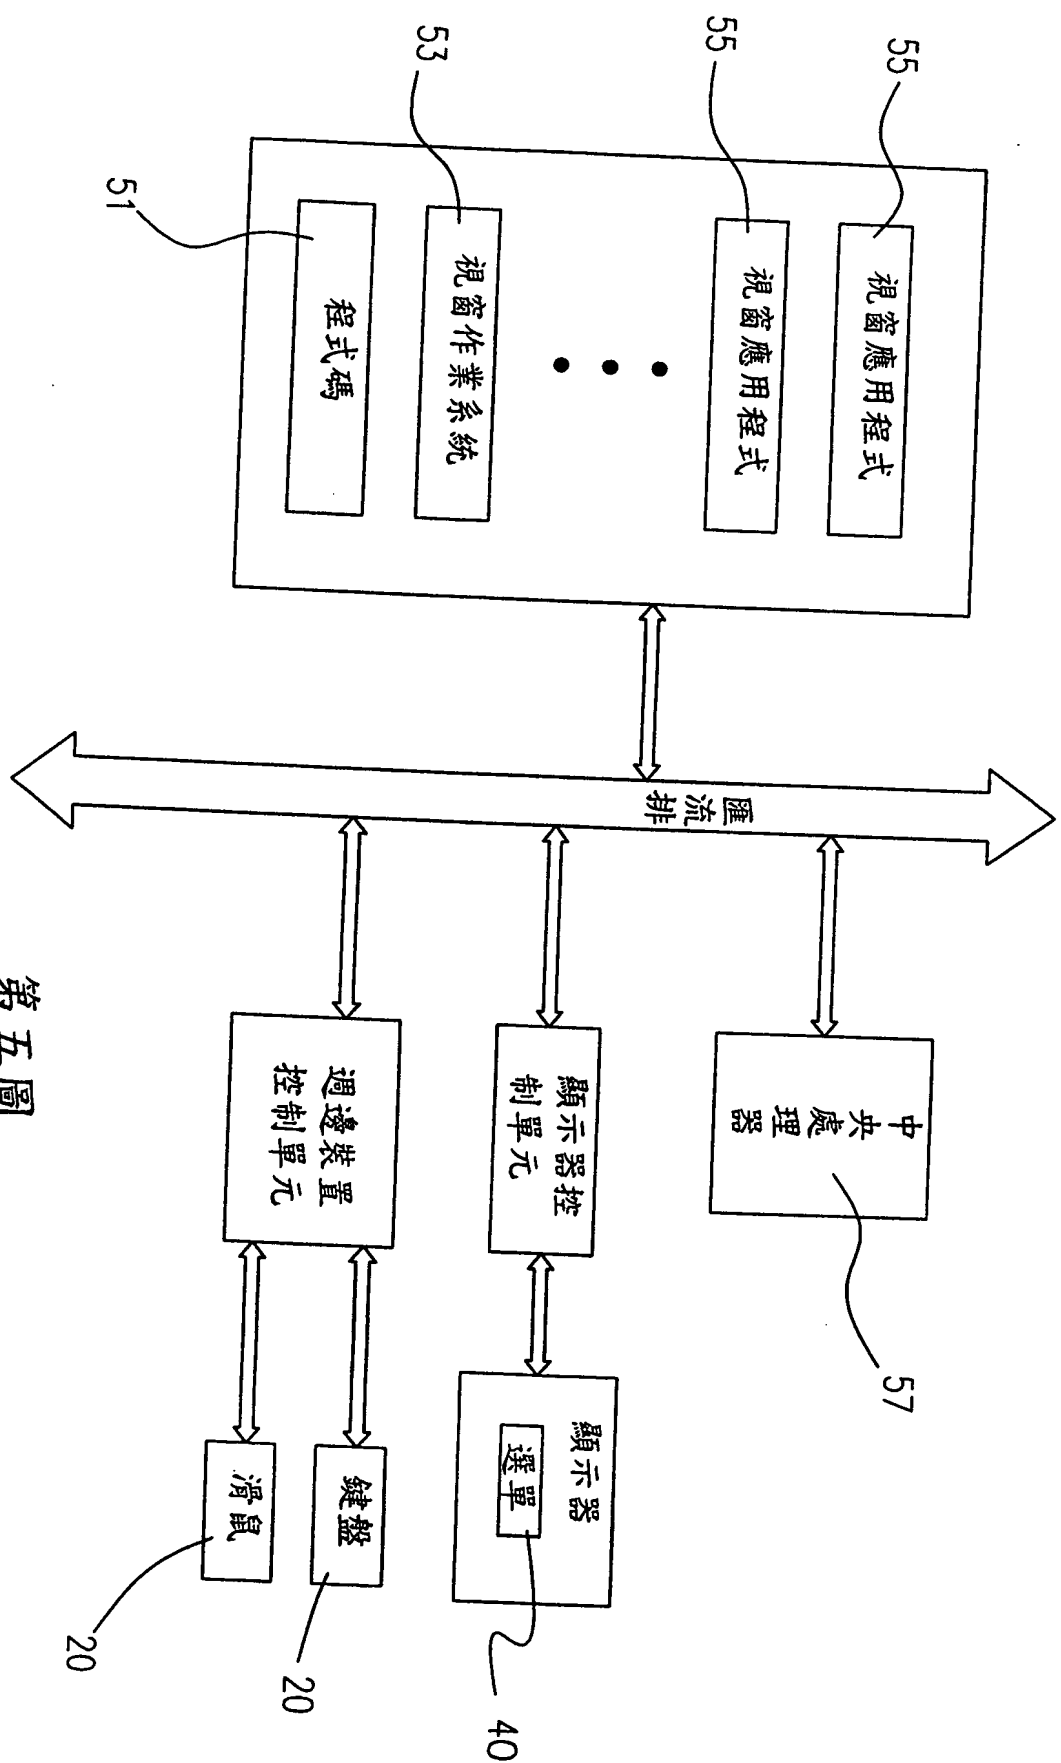 55
視窗應用程式
55
視窗應用程式
53
視窗作業系統
51
程式碼
匯
流
排
中
央
處
理
器
57
顯示器控
制單元
顯示器
選單
40
週邊裝置
控制單元
鍵盤
20
滑鼠
20
第五圖